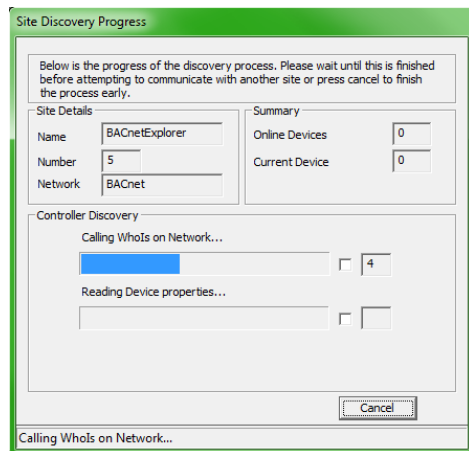 Site Discovery Progress
Below is the progress of the discovery process. Please wait until this is finished
before attempting to communicate with another site or press cancel to finish
the process early.
Site Details
Name BACnetExplorer
Number 5
Network BACnet
Summary
Online Devices 0
Current Device 0
Controller Discovery
Calling WhoIs on Network...
4
Reading Device properties...
Cancel
Calling WhoIs on Network...